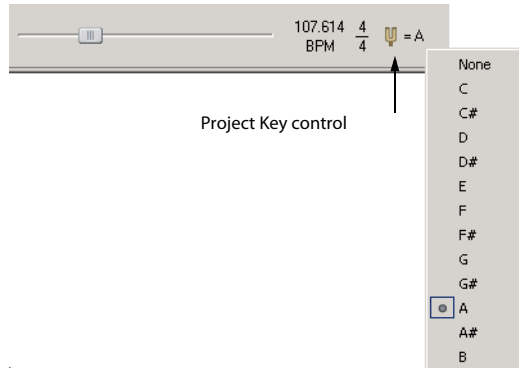 107.614
BPM
4
4
= A
Project Key control
None
C
C#
D
D#
E
F
F#
G
G#
A
A#
B